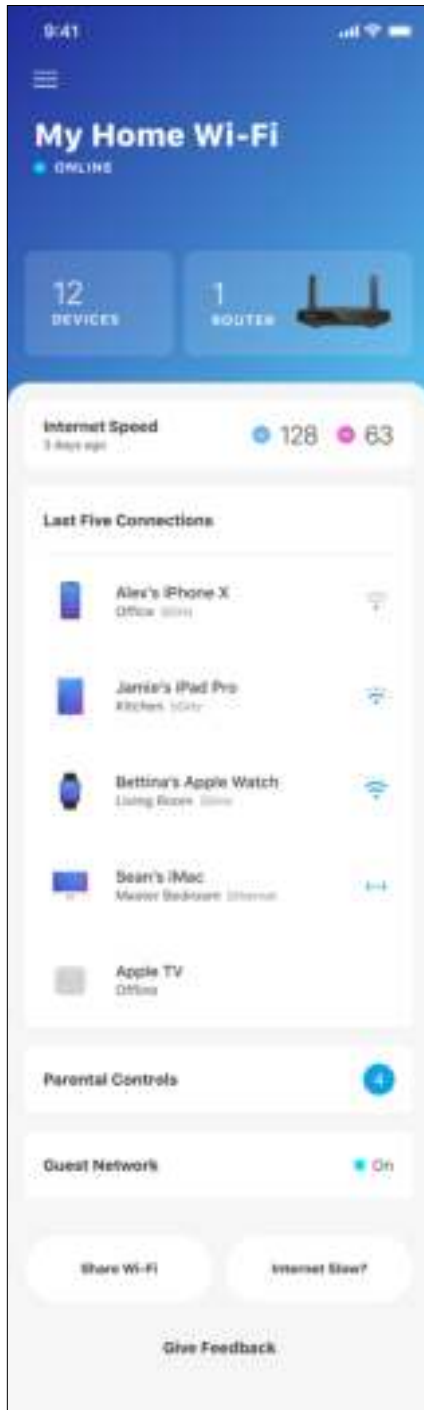 9:41
My Home Wi-Fi
ONLINE
12
DEVICES
1
ROUTER
Internet Speed
3 days ago
128
63
Last Five Connections
Alex's iPhone X
Office 5GHz
Jamie's iPad Pro
Kitchen 5GHz
Bettina's Apple Watch
Living Room
Sean's iMac
Master Bedroom Ethernet
Apple TV
Offline
Parental Controls
4
Guest Network
On
Share Wi-Fi
Internet Slow?
Give Feedback